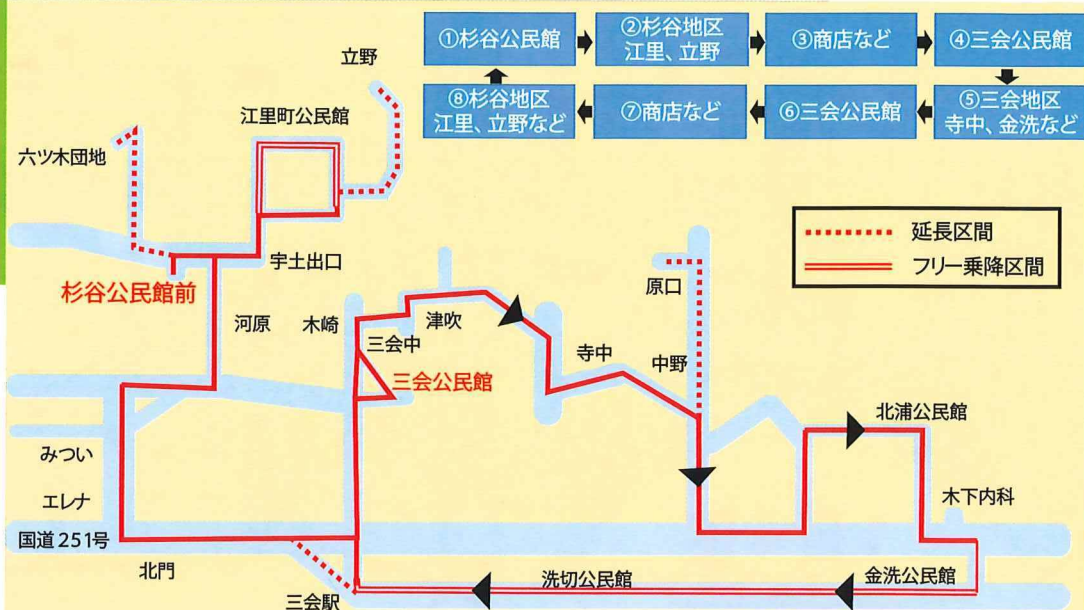 ①杉谷公民館
②杉谷地区
江里、立野
③商店など
④三会公民館
⑤三会地区
寺中、金洗など
⑥三会公民館
⑦商店など
⑧杉谷地区
江里、立野など
立野
江里町公民館
六ツ木団地
延長区間
フリー乗降区間
宇土出口
杉谷公民館前
原口
河原
木崎
津吹
三会中
寺中
中野
三会公民館
北浦公民館
みつい
エレナ
木下内科
国道251号
北門
洗切公民館
金洗公民館
三会駅